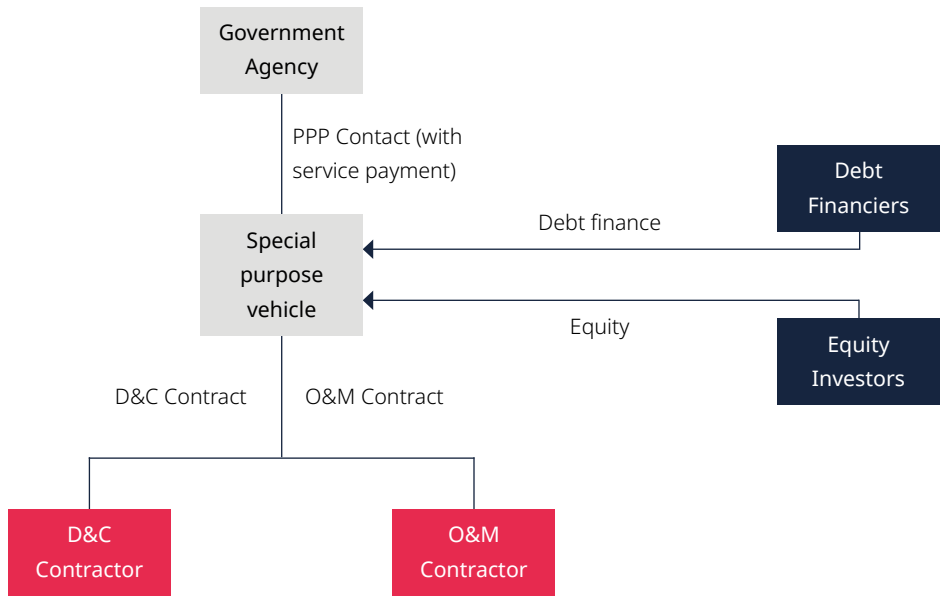 Government
Agency
PPP Contact (with
service payment)
Debt
Financiers
Debt finance
Special
purpose
vehicle
Equity
Equity
Investors
D&C Contract
O&M Contract
D&C
Contractor
O&M
Contractor